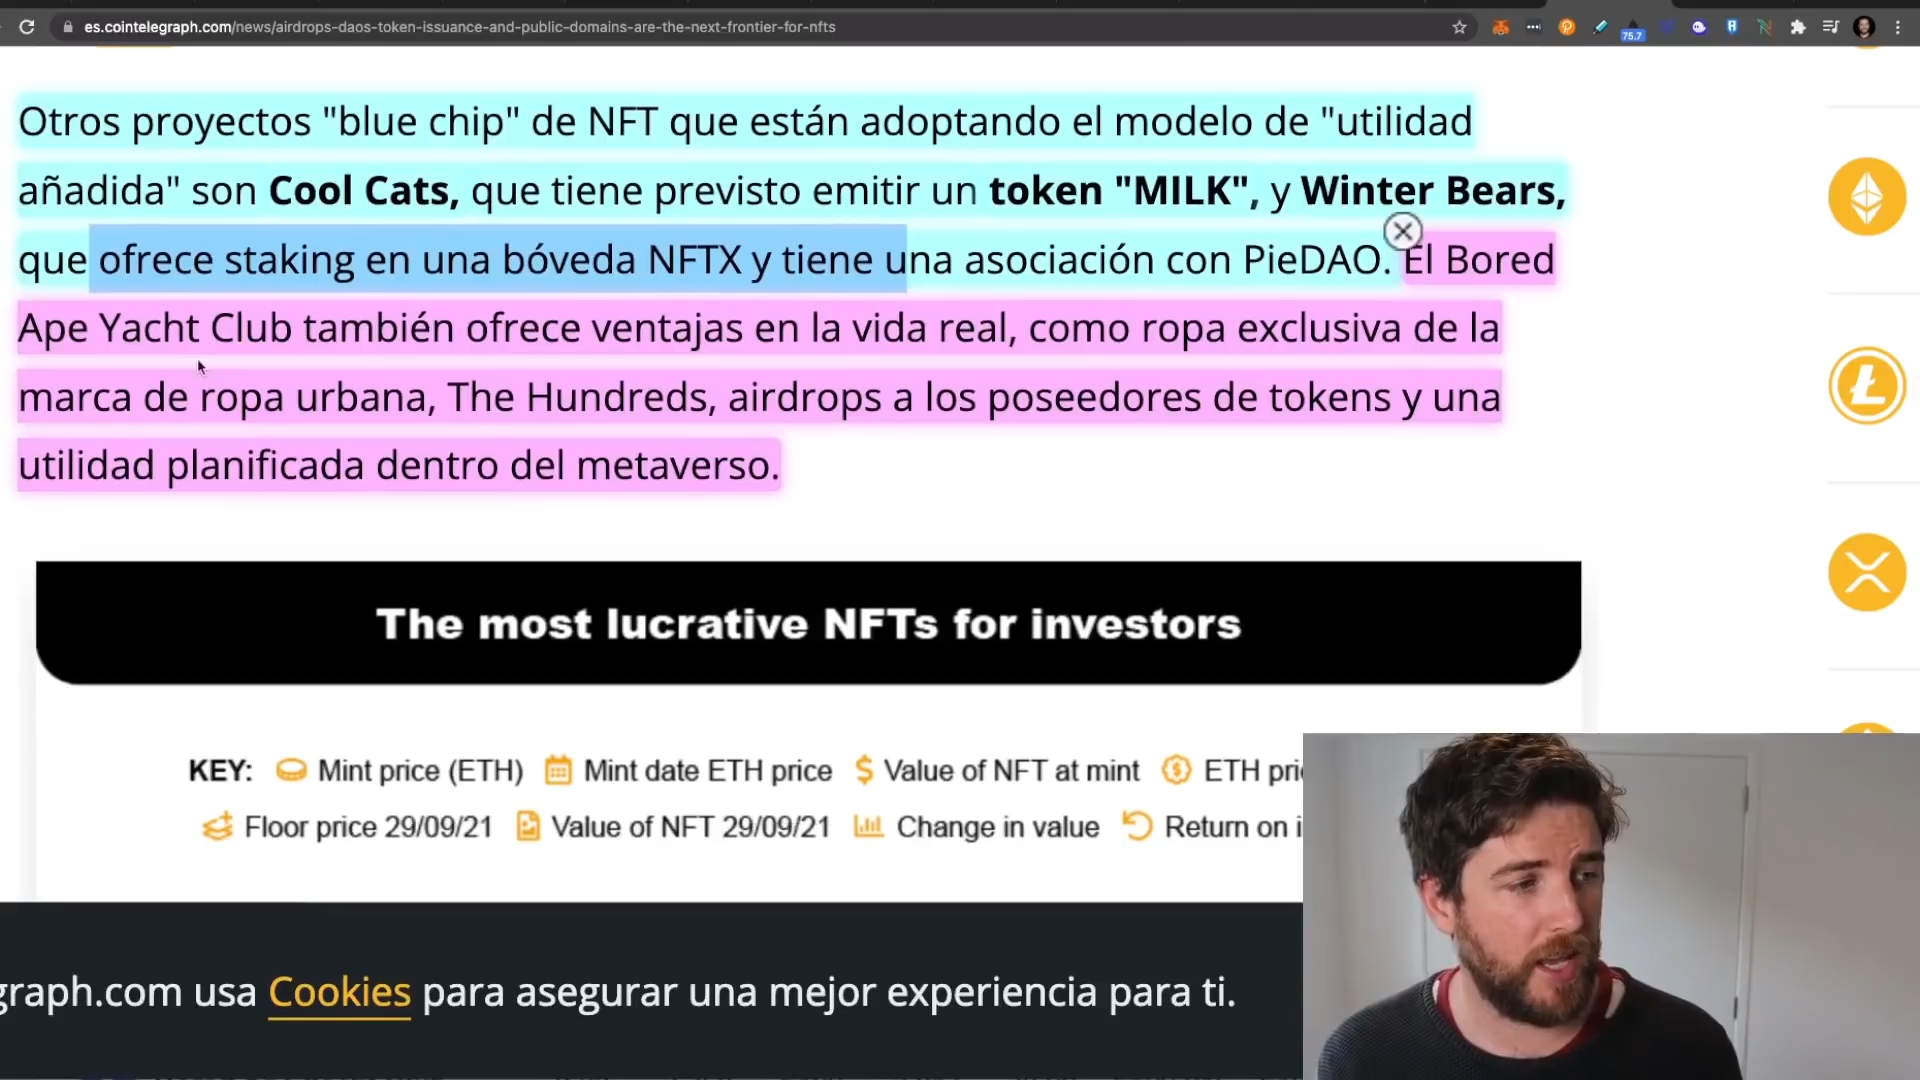 es.cointelegraph.com/news/airdrops-daos-token-issuance-and-public-domains-are-the-next-frontier-for-nfts
75.7
Otros proyectos "blue chip" de NFT que están adoptando el modelo de "utilidad
añadida" son Cool Cats, que tiene previsto emitir un token "MILK", y Winter Bears,
que ofrece staking en una bóveda NFTX y tiene una asociación con PieDAO. El Bored
Ape Yacht Club también ofrece ventajas en la vida real, como ropa exclusiva de la
marca de ropa urbana, The Hundreds, airdrops a los poseedores de tokens y una
utilidad planificada dentro del metaverso.
The most lucrative NFTs for investors
KEY: Mint price (ETH) Mint date ETH price $ Value of NFT at mint ETH pri
Floor price 29/09/21 Value of NFT 29/09/21 Change in value Return on i
graph.com usa Cookies para asegurar una mejor experiencia para ti.